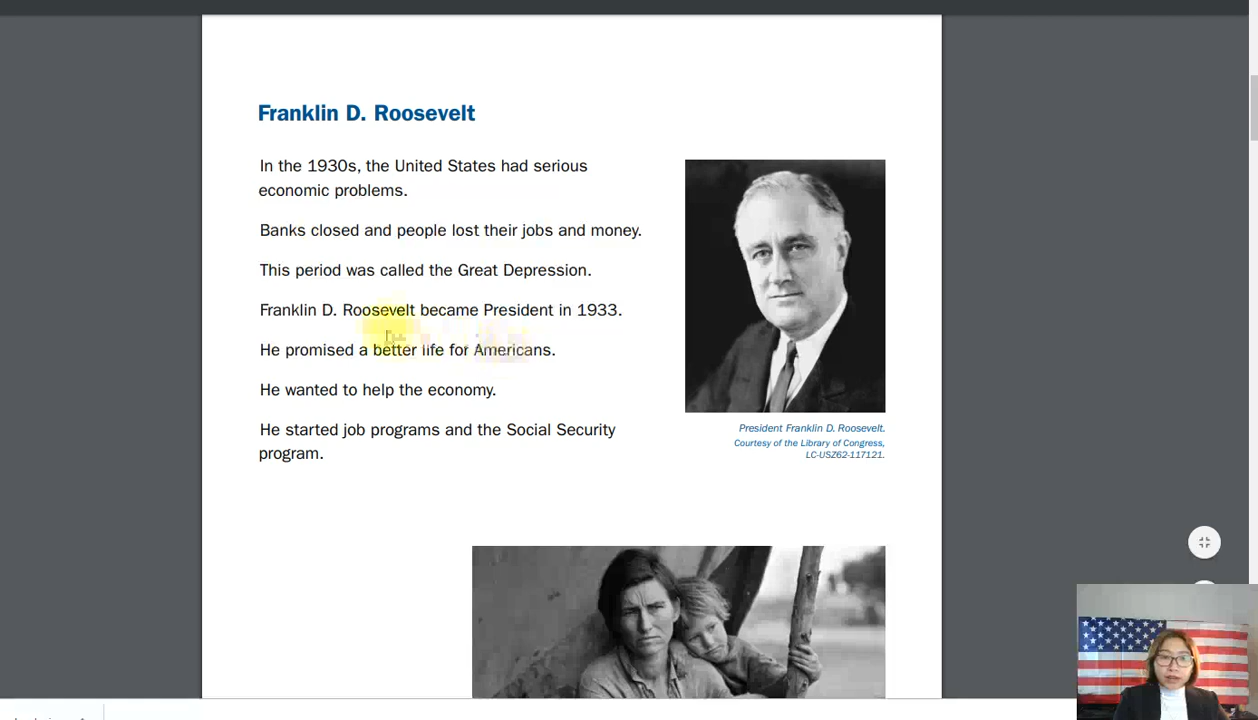 Franklin D. Roosevelt
In the 1930s, the United States had serious
economic problems.
Banks closed and people lost their jobs and money.
This period was called the Great Depression.
Franklin D. Roosevelt became President in 1933.
He promised a better life for Americans.
He wanted to help the economy.
He started job programs and the Social Security
program.
President Franklin D. Roosevelt.
Courtesy of the Library of Congress,
LC-USZ62-117121.